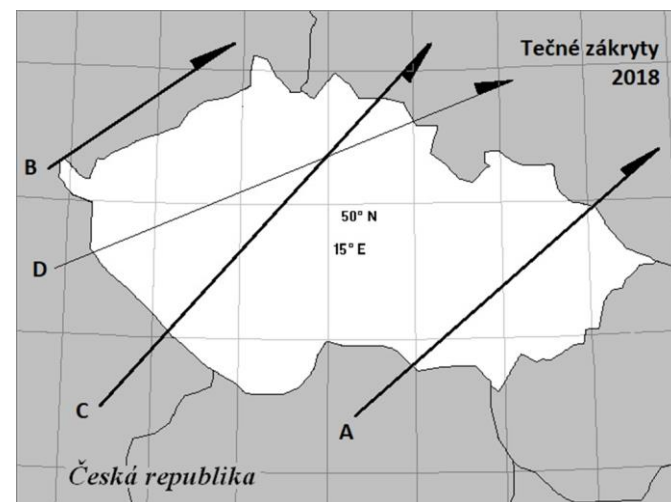 Tečné zákryty
2018
B
50° N
15° E
D
C
A
Česká republika